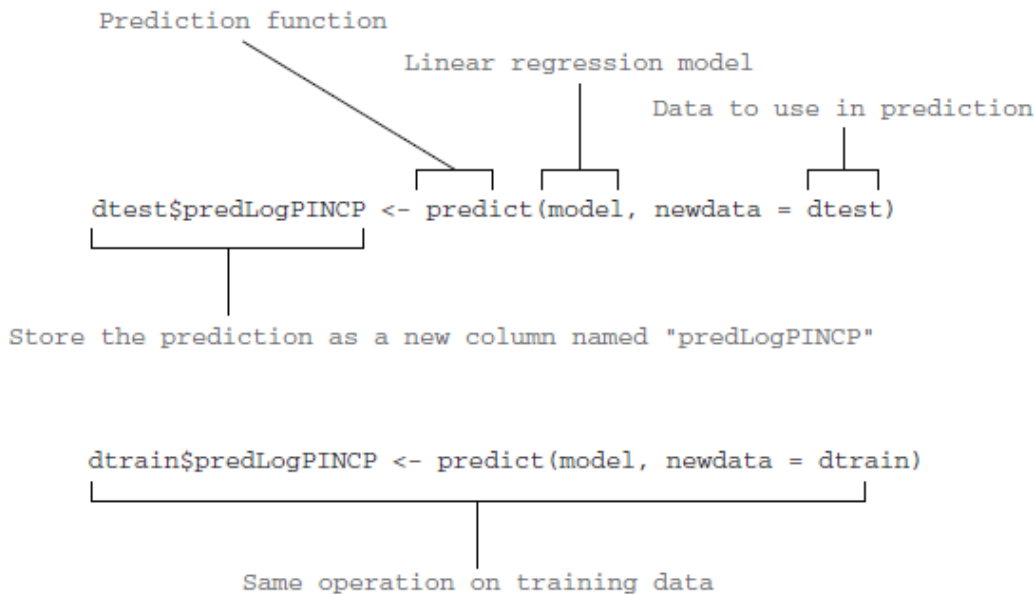 Prediction function
Linear regression model
Data to use in prediction
dtest$predLogPINCP <- predict(model, newdata = dtest)
Store the prediction as a new column named "predLogPINCP"
dtrain$predLogPINCP <- predict(model, newdata = dtrain)
Same operation on training data